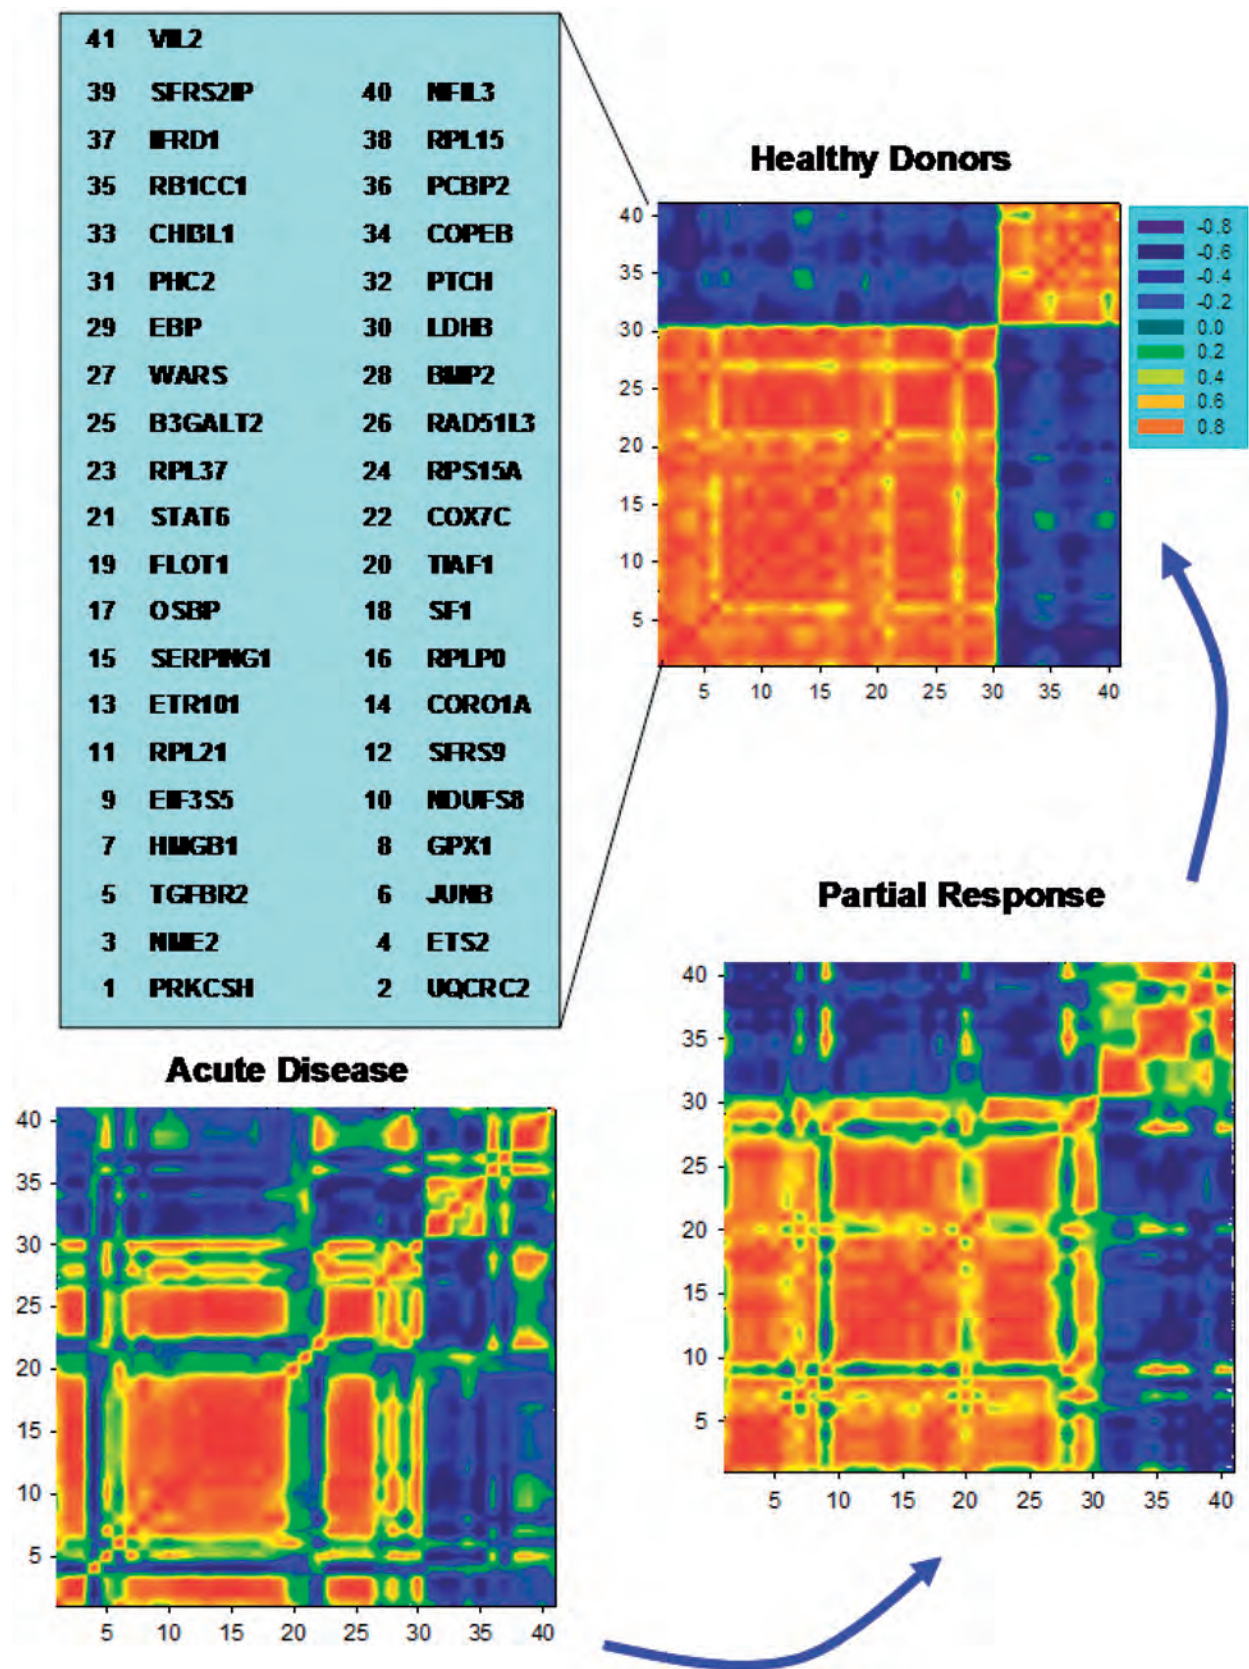 41 VIL2
39 SFRS2IP 40 NFIL3
37 IFRD1 38 RPL15
35 RB1CC1 36 PCBP2
33 CHI3L1 34 COPEB
31 PHC2 32 PTCH
29 EBP 30 LDHB
27 WARS 28 BMP2
25 B3GALT2 26 RAD51L3
23 RPL37 24 RPS15A
21 STAT6 22 COX7C
19 FLOT1 20 TIAF1
17 OSBP 18 SF1
15 SERPING1 16 RPLP0
13 ETR101 14 CORO1A
11 RPL21 12 SFRS9
9 EIF3S5 10 NDUFS8
7 HMGB1 8 GPX1
5 TGFBR2 6 JUNB
3 NME2 4 ETS2
1 PRKCSH 2 UQCRC2
Healthy Donors
40
35
30
25
20
15
10
5
5 10 15 20 25 30 35 40
-0.8
-0.6
-0.4
-0.2
0.0
0.2
0.4
0.6
0.8
Partial Response
40
35
30
25
20
15
10
5
5 10 15 20 25 30 35 40
Acute Disease
40
35
30
25
20
15
10
5
5 10 15 20 25 30 35 40